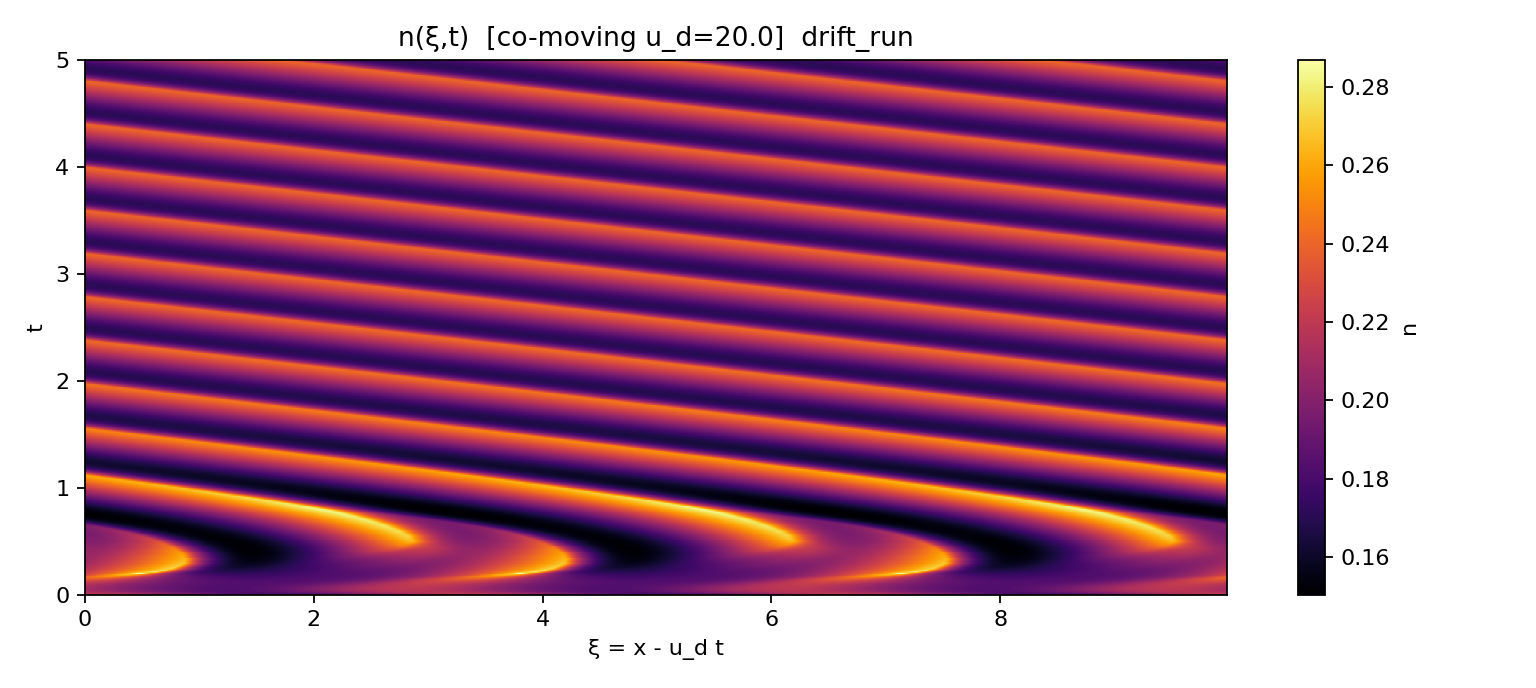 n(ξ,t)  [co-moving u_d=20.0]  drift_run
5
4
3
2
1
0
t
0 2 4 6 8
ξ = x - u_d t
0.28
0.26
0.24
0.22
0.20
0.18
0.16
n